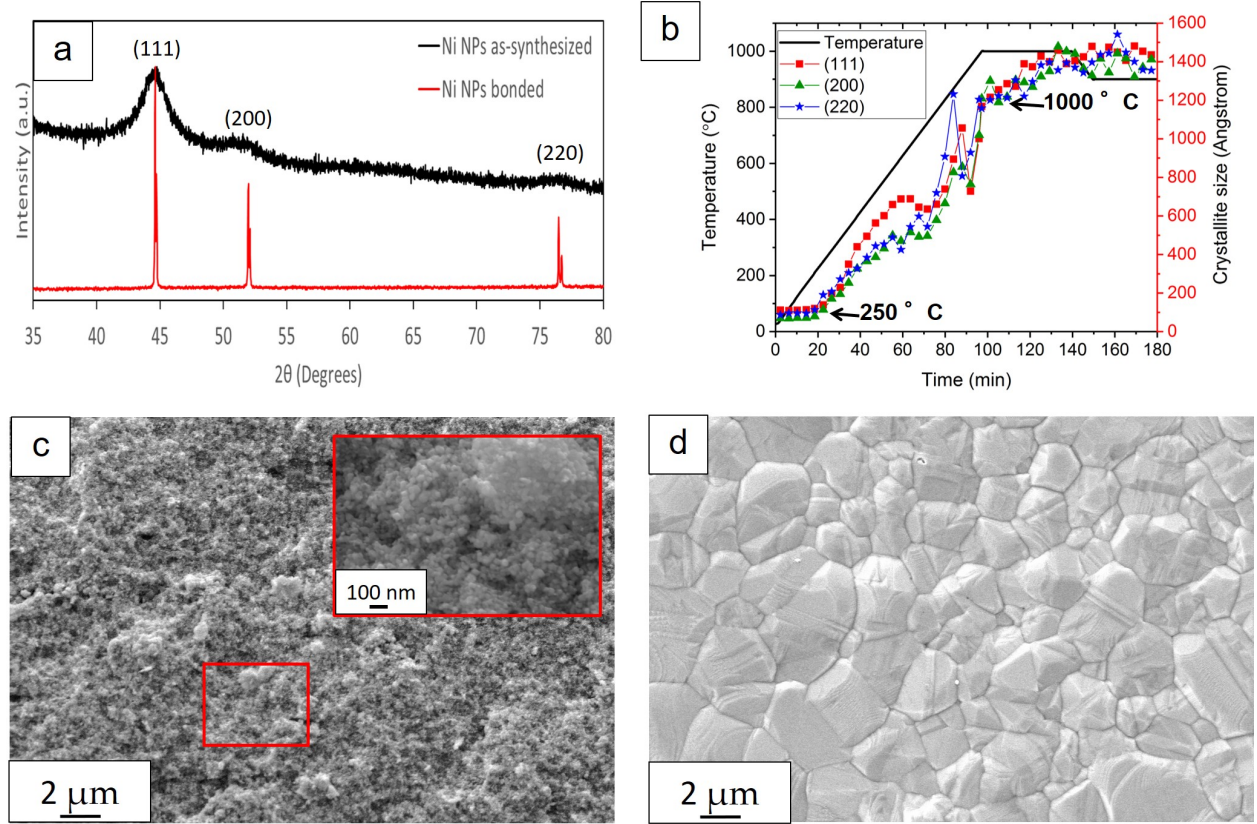 a
(111)
(200)
(220)
Ni NPs as-synthesized
Ni NPs bonded
Intensity (a.u.)
35 40 45 50 55 60 65 70 75 80
2θ (Degrees)
b
Temperature
(111)
(200)
(220)
1000° C
250° C
Temperature (°C)
1000
800
600
400
200
0
Crystallite size (Angstrom)
1600
1400
1200
1000
800
600
400
200
0
0 20 40 60 80 100 120 140 160 180
Time (min)
c
100 nm
2 µm
d
2 µm